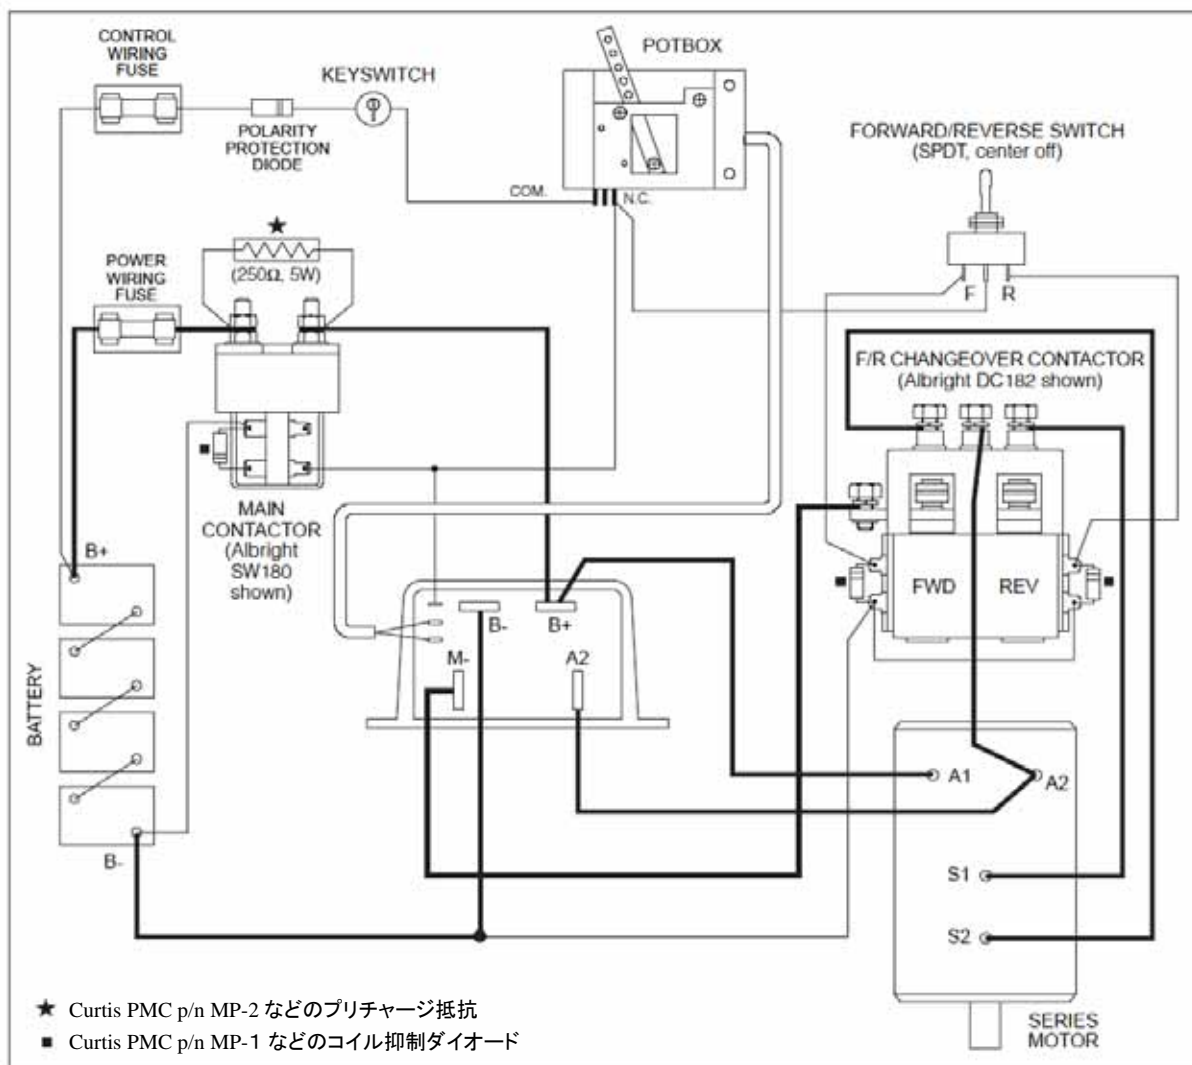 CONTROL
WIRING
FUSE
POLARITY
PROTECTION
DIODE
KEYSWITCH
POTBOX
COM.
N.C.
FORWARD/REVERSE SWITCH
(SPDT, center off)
F
R
★
(250Ω, 5W)
POWER
WIRING
FUSE
F/R CHANGEOVER CONTACTOR
(Albright DC182 shown)
MAIN
CONTACTOR
(Albright
SW180
shown)
FWD
REV
B+
B-
B+
M-
A2
BATTERY
B-
A1
A2
S1
S2
SERIES
MOTOR
★ Curtis PMC p/n MP-2 などのプリチャージ抵抗
■ Curtis PMC p/n MP-1 などのコイル抑制ダイオード